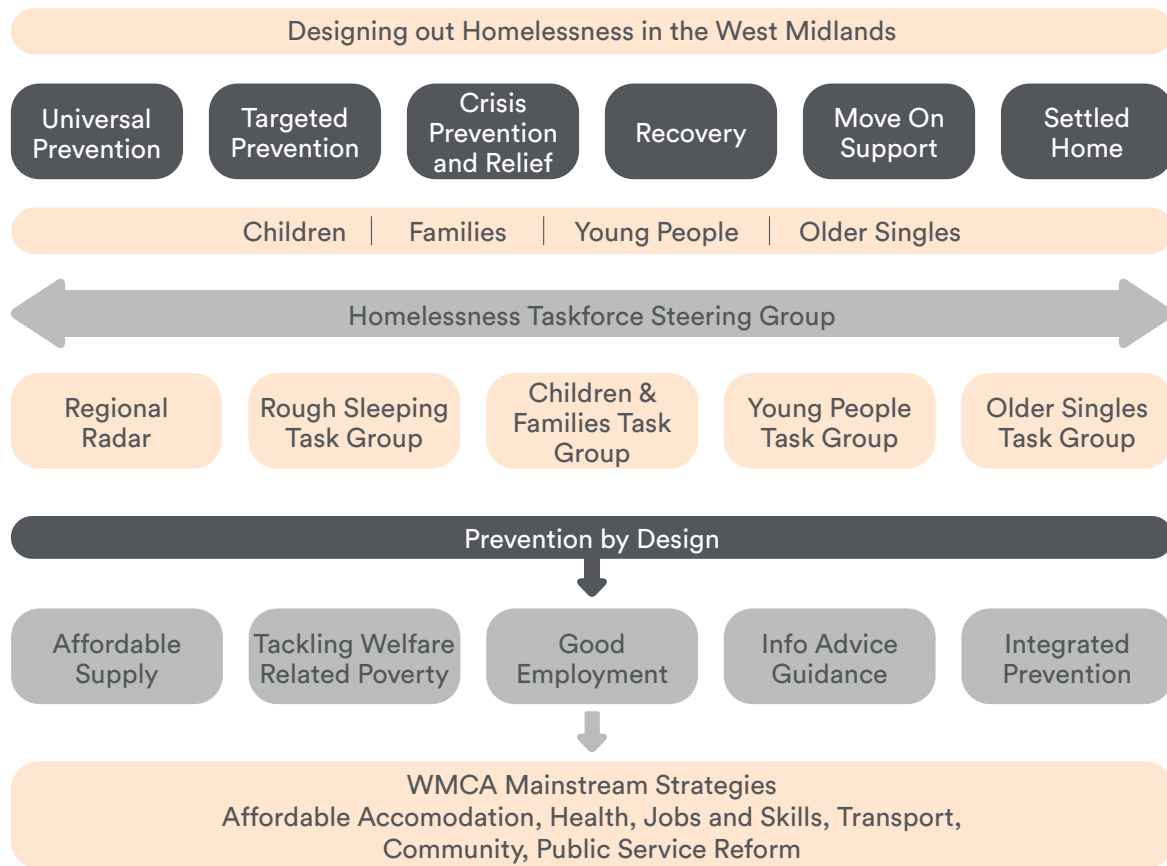 Designing out Homelessness in the West Midlands
Universal
Prevention
Targeted
Prevention
Crisis
Prevention
and Relief
Recovery
Move On
Support
Settled
Home
Children | Families | Young People | Older Singles
Homelessness Taskforce Steering Group
Regional
Radar
Rough Sleeping
Task Group
Children &
Families Task
Group
Young People
Task Group
Older Singles
Task Group
Prevention by Design
Affordable
Supply
Tackling Welfare
Related Poverty
Good
Employment
Info Advice
Guidance
Integrated
Prevention
WMCA Mainstream Strategies
Affordable Accomodation, Health, Jobs and Skills, Transport,
Community, Public Service Reform